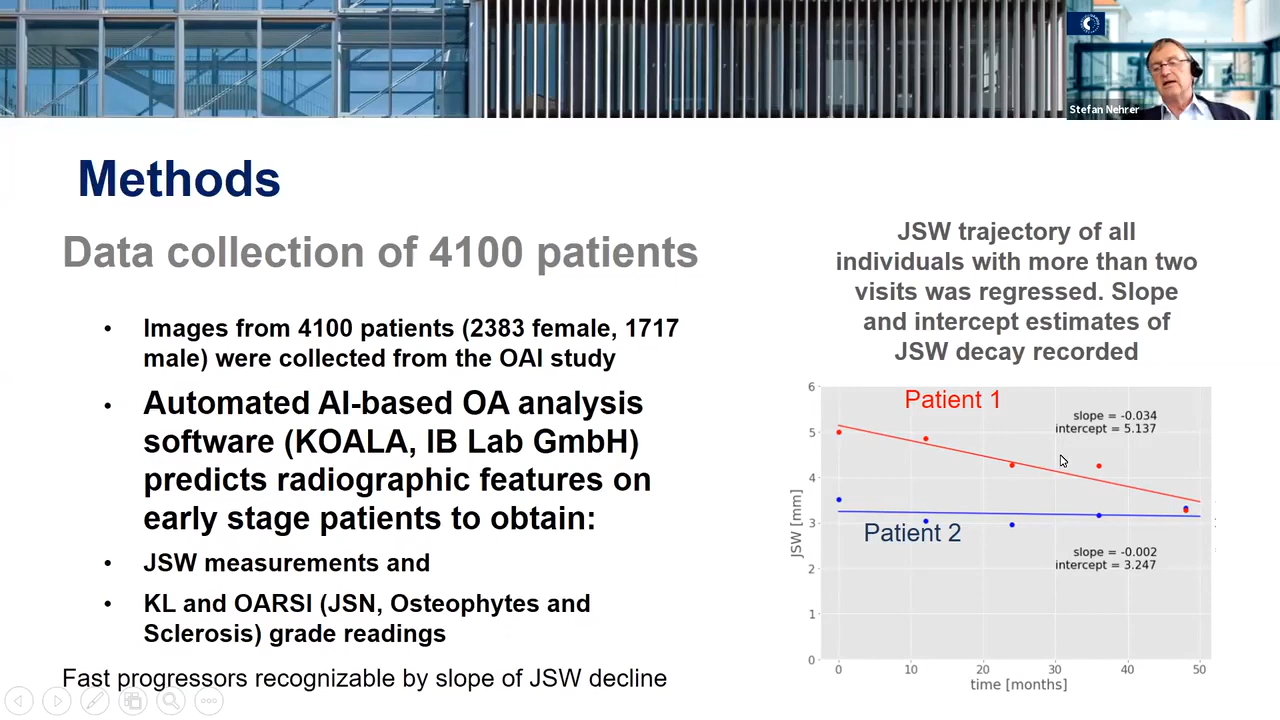 Stefan Nehrer
Methods
Data collection of 4100 patients
• Images from 4100 patients (2383 female, 1717
male) were collected from the OAI study
• Automated AI-based OA analysis
software (KOALA, IB Lab GmbH)
predicts radiographic features on
early stage patients to obtain:
• JSW measurements and
• KL and OARSI (JSN, Osteophytes and
Sclerosis) grade readings
Fast progressors recognizable by slope of JSW decline
JSW trajectory of all
individuals with more than two
visits was regressed. Slope
and intercept estimates of
JSW decay recorded
Patient 1
slope = -0.034
intercept = 5.137
Patient 2
slope = -0.002
intercept = 3.247
JSW [mm]
6
5
4
3
2
1
0
0 10 20 30 40 50
time [months]